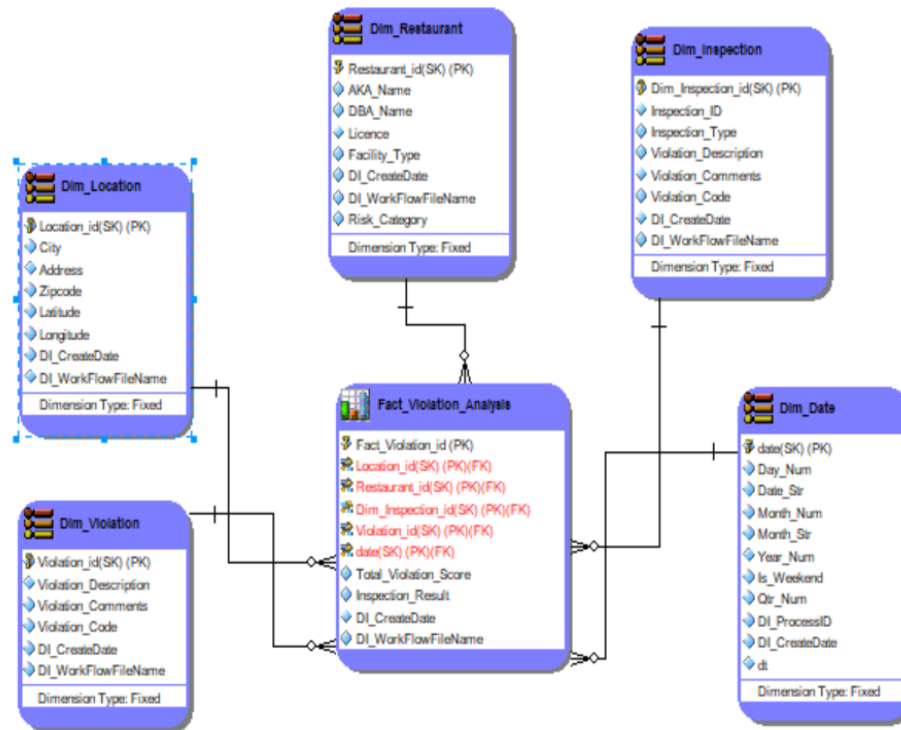 Dim_Restaurant
Restaurant_id(SK) (PK)
AKA_Name
DBA_Name
Licence
Facility_Type
DI_CreateDate
DI_WorkFlowFileName
Risk_Category
Dimension Type: Fixed
Dim_Inspection
Dim_Inspection_id(SK) (PK)
Inspection_ID
Inspection_Type
Violation_Description
Violation_Comments
Violation_Code
DI_CreateDate
DI_WorkFlowFileName
Dimension Type: Fixed
Dim_Location
Location_id(SK) (PK)
City
Address
Zipcode
Latitude
Longitude
DI_CreateDate
DI_WorkFlowFileName
Dimension Type: Fixed
Fact_Violation_Analysis
Fact_Violation_id (PK)
Location_id(SK) (PK)(FK)
Restaurant_id(SK) (PK)(FK)
Dim_Inspection_id(SK) (PK)(FK)
Violation_id(SK) (PK)(FK)
date(SK) (PK)(FK)
Total_Violation_Score
Inspection_Result
DI_CreateDate
DI_WorkFlowFileName
Dim_Date
date(SK) (PK)
Day_Num
Date_Str
Month_Num
Month_Str
Year_Num
Is_Weekend
Qtr_Num
DI_ProcessID
DI_CreateDate
dt
Dimension Type: Fixed
Dim_Violation
Violation_id(SK) (PK)
Violation_Description
Violation_Comments
Violation_Code
DI_CreateDate
DI_WorkFlowFileName
Dimension Type: Fixed